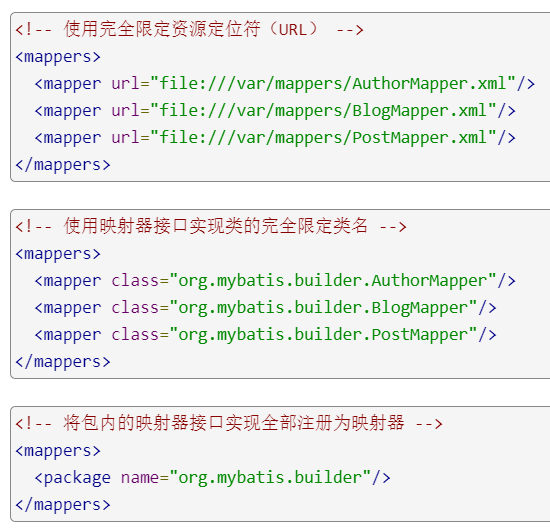 <!-- 使用完全限定资源定位符（URL） -->
<mappers>
  <mapper url="file:///var/mappers/AuthorMapper.xml"/>
  <mapper url="file:///var/mappers/BlogMapper.xml"/>
  <mapper url="file:///var/mappers/PostMapper.xml"/>
</mappers>
<!-- 使用映射器接口实现类的完全限定类名 -->
<mappers>
  <mapper class="org.mybatis.builder.AuthorMapper"/>
  <mapper class="org.mybatis.builder.BlogMapper"/>
  <mapper class="org.mybatis.builder.PostMapper"/>
</mappers>
<!-- 将包内的映射器接口实现全部注册为映射器 -->
<mappers>
  <package name="org.mybatis.builder"/>
</mappers>